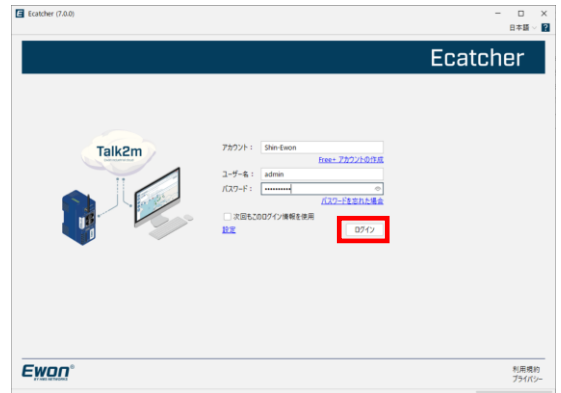 Ecatcher (7.0.0)
日本語
?
Ecatcher
Talk2m
アカウント：
Shin-Ewon
Free+ アカウントの作成
ユーザー名：
admin
パスワード：
••••••••••
パスワードを忘れた場合
次回もこのログイン情報を使用
設定
ログイン
Ewon®
BY HMS NETWORKS
利用規約
プライバシー